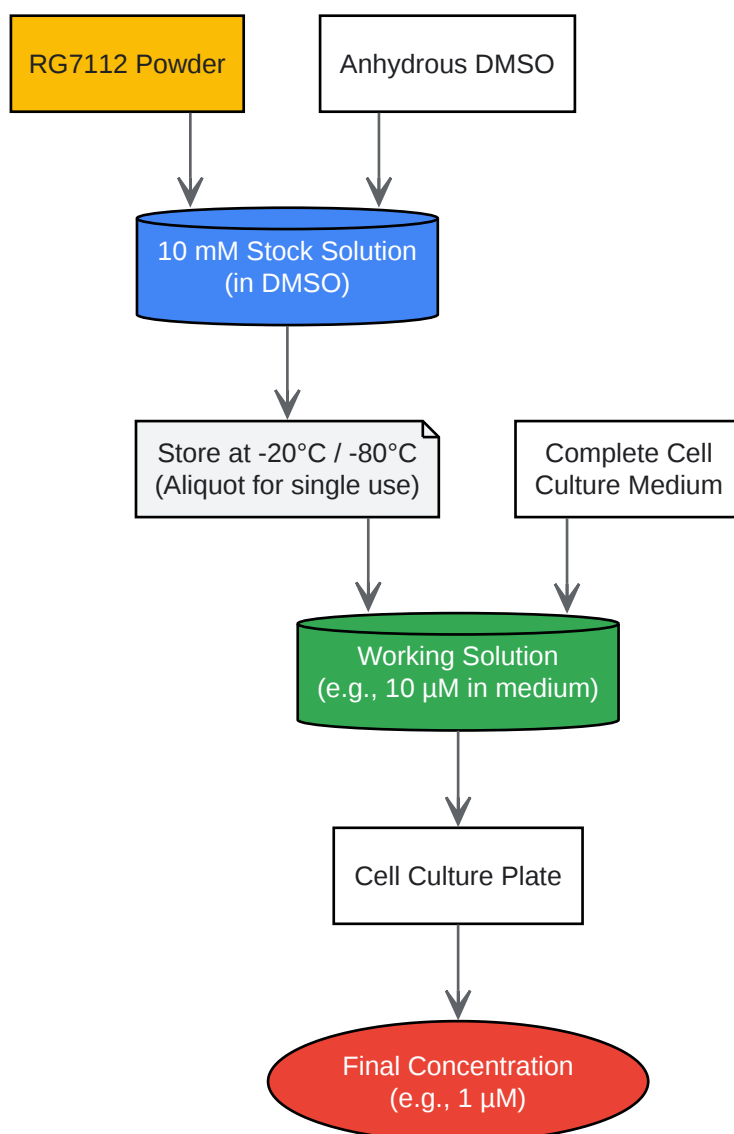 RG7112 Powder
Anhydrous DMSO
10 mM Stock Solution
(in DMSO)
Store at -20°C / -80°C
(Aliquot for single use)
Complete Cell
Culture Medium
Working Solution
(e.g., 10 µM in medium)
Cell Culture Plate
Final Concentration
(e.g., 1 µM)